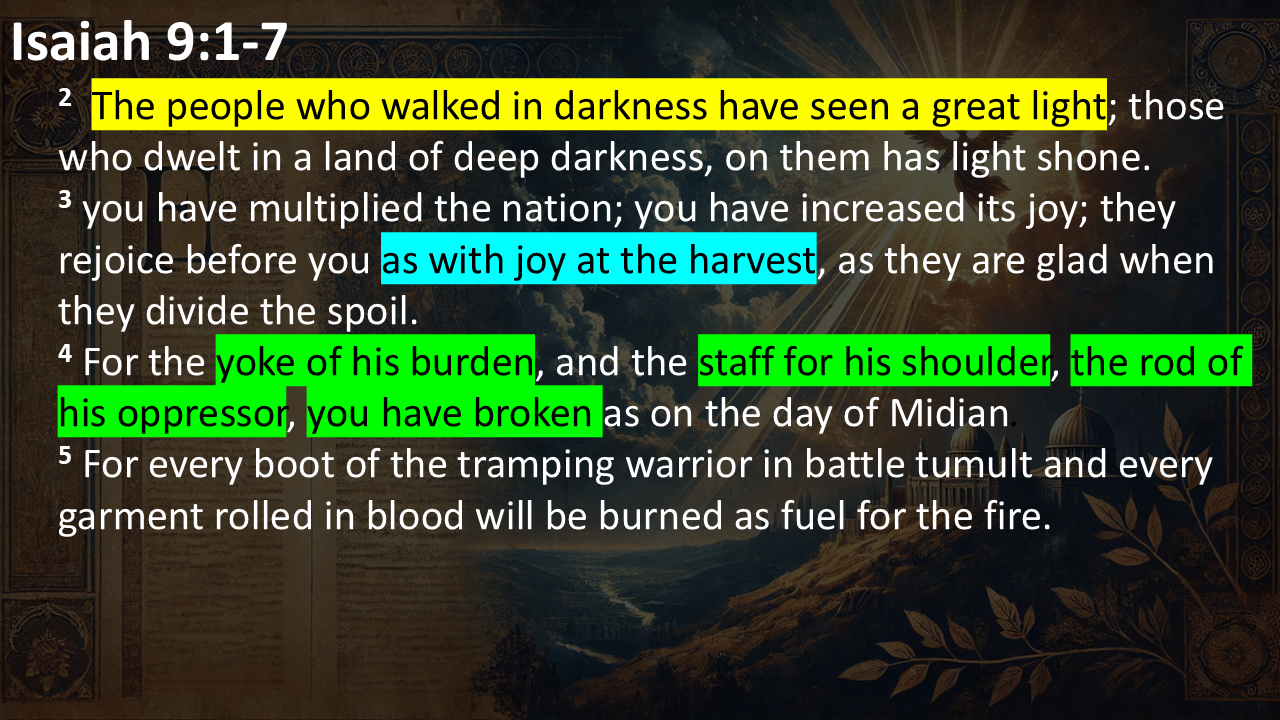 Isaiah 9:1-7
2 The people who walked in darkness have seen a great light; those
who dwelt in a land of deep darkness, on them has light shone.
3 you have multiplied the nation; you have increased its joy; they
rejoice before you as with joy at the harvest, as they are glad when
they divide the spoil.
4 For the yoke of his burden, and the staff for his shoulder, the rod of
his oppressor, you have broken as on the day of Midian.
5 For every boot of the tramping warrior in battle tumult and every
garment rolled in blood will be burned as fuel for the fire.